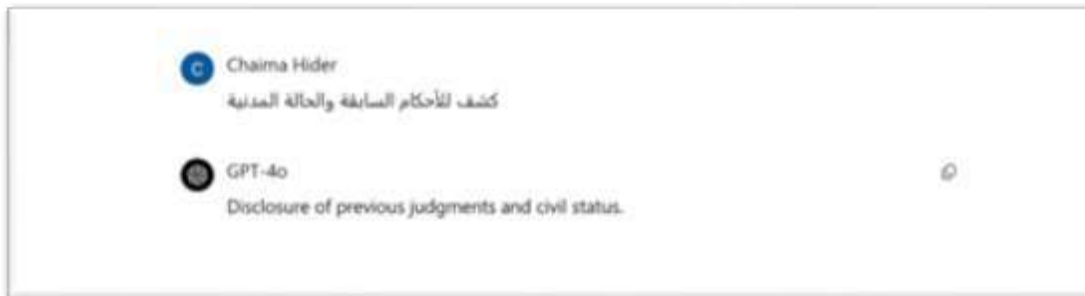 C
Chaima Hider
كشف للأحكام السابقة والحالة المدنية
GPT-4o
Disclosure of previous judgments and civil status.